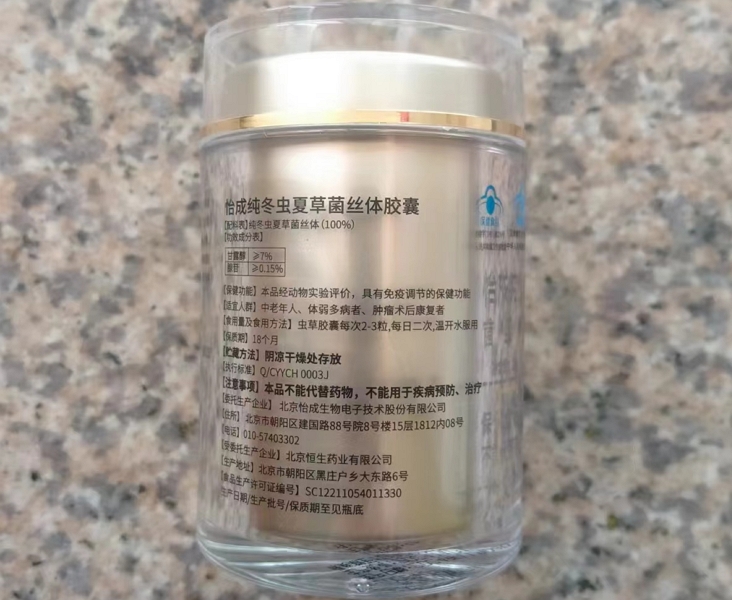 怡成纯冬虫夏草菌丝体胶囊
【配料表】纯冬虫夏草菌丝体(100%)
【功效成分表】
甘露醇 ≥7%
腺苷 ≥0.15%
【保健功能】本品经动物实验评价，具有免疫调节的保健功能
【适宜人群】中老年人、体弱多病者、肿瘤术后康复者
【食用量及食用方法】虫草胶囊每次2-3粒,每日二次,温开水服用
【保质期】18个月
【贮藏方法】阴凉干燥处存放
【执行标准】Q/CYYCH 0003J
【注意事项】本品不能代替药物，不能用于疾病预防、治疗
【委托生产企业】北京怡成生物电子技术股份有限公司
【住所】北京市朝阳区建国路88号院8号楼15层1812内08号
【电话】010-57403302
【受委托生产企业】北京恒生药业有限公司
【生产地址】北京市朝阳区黑庄户乡大东路6号
【食品生产许可证编号】SC12211054011330
生产日期/生产批号/保质期至见瓶底
保健食品